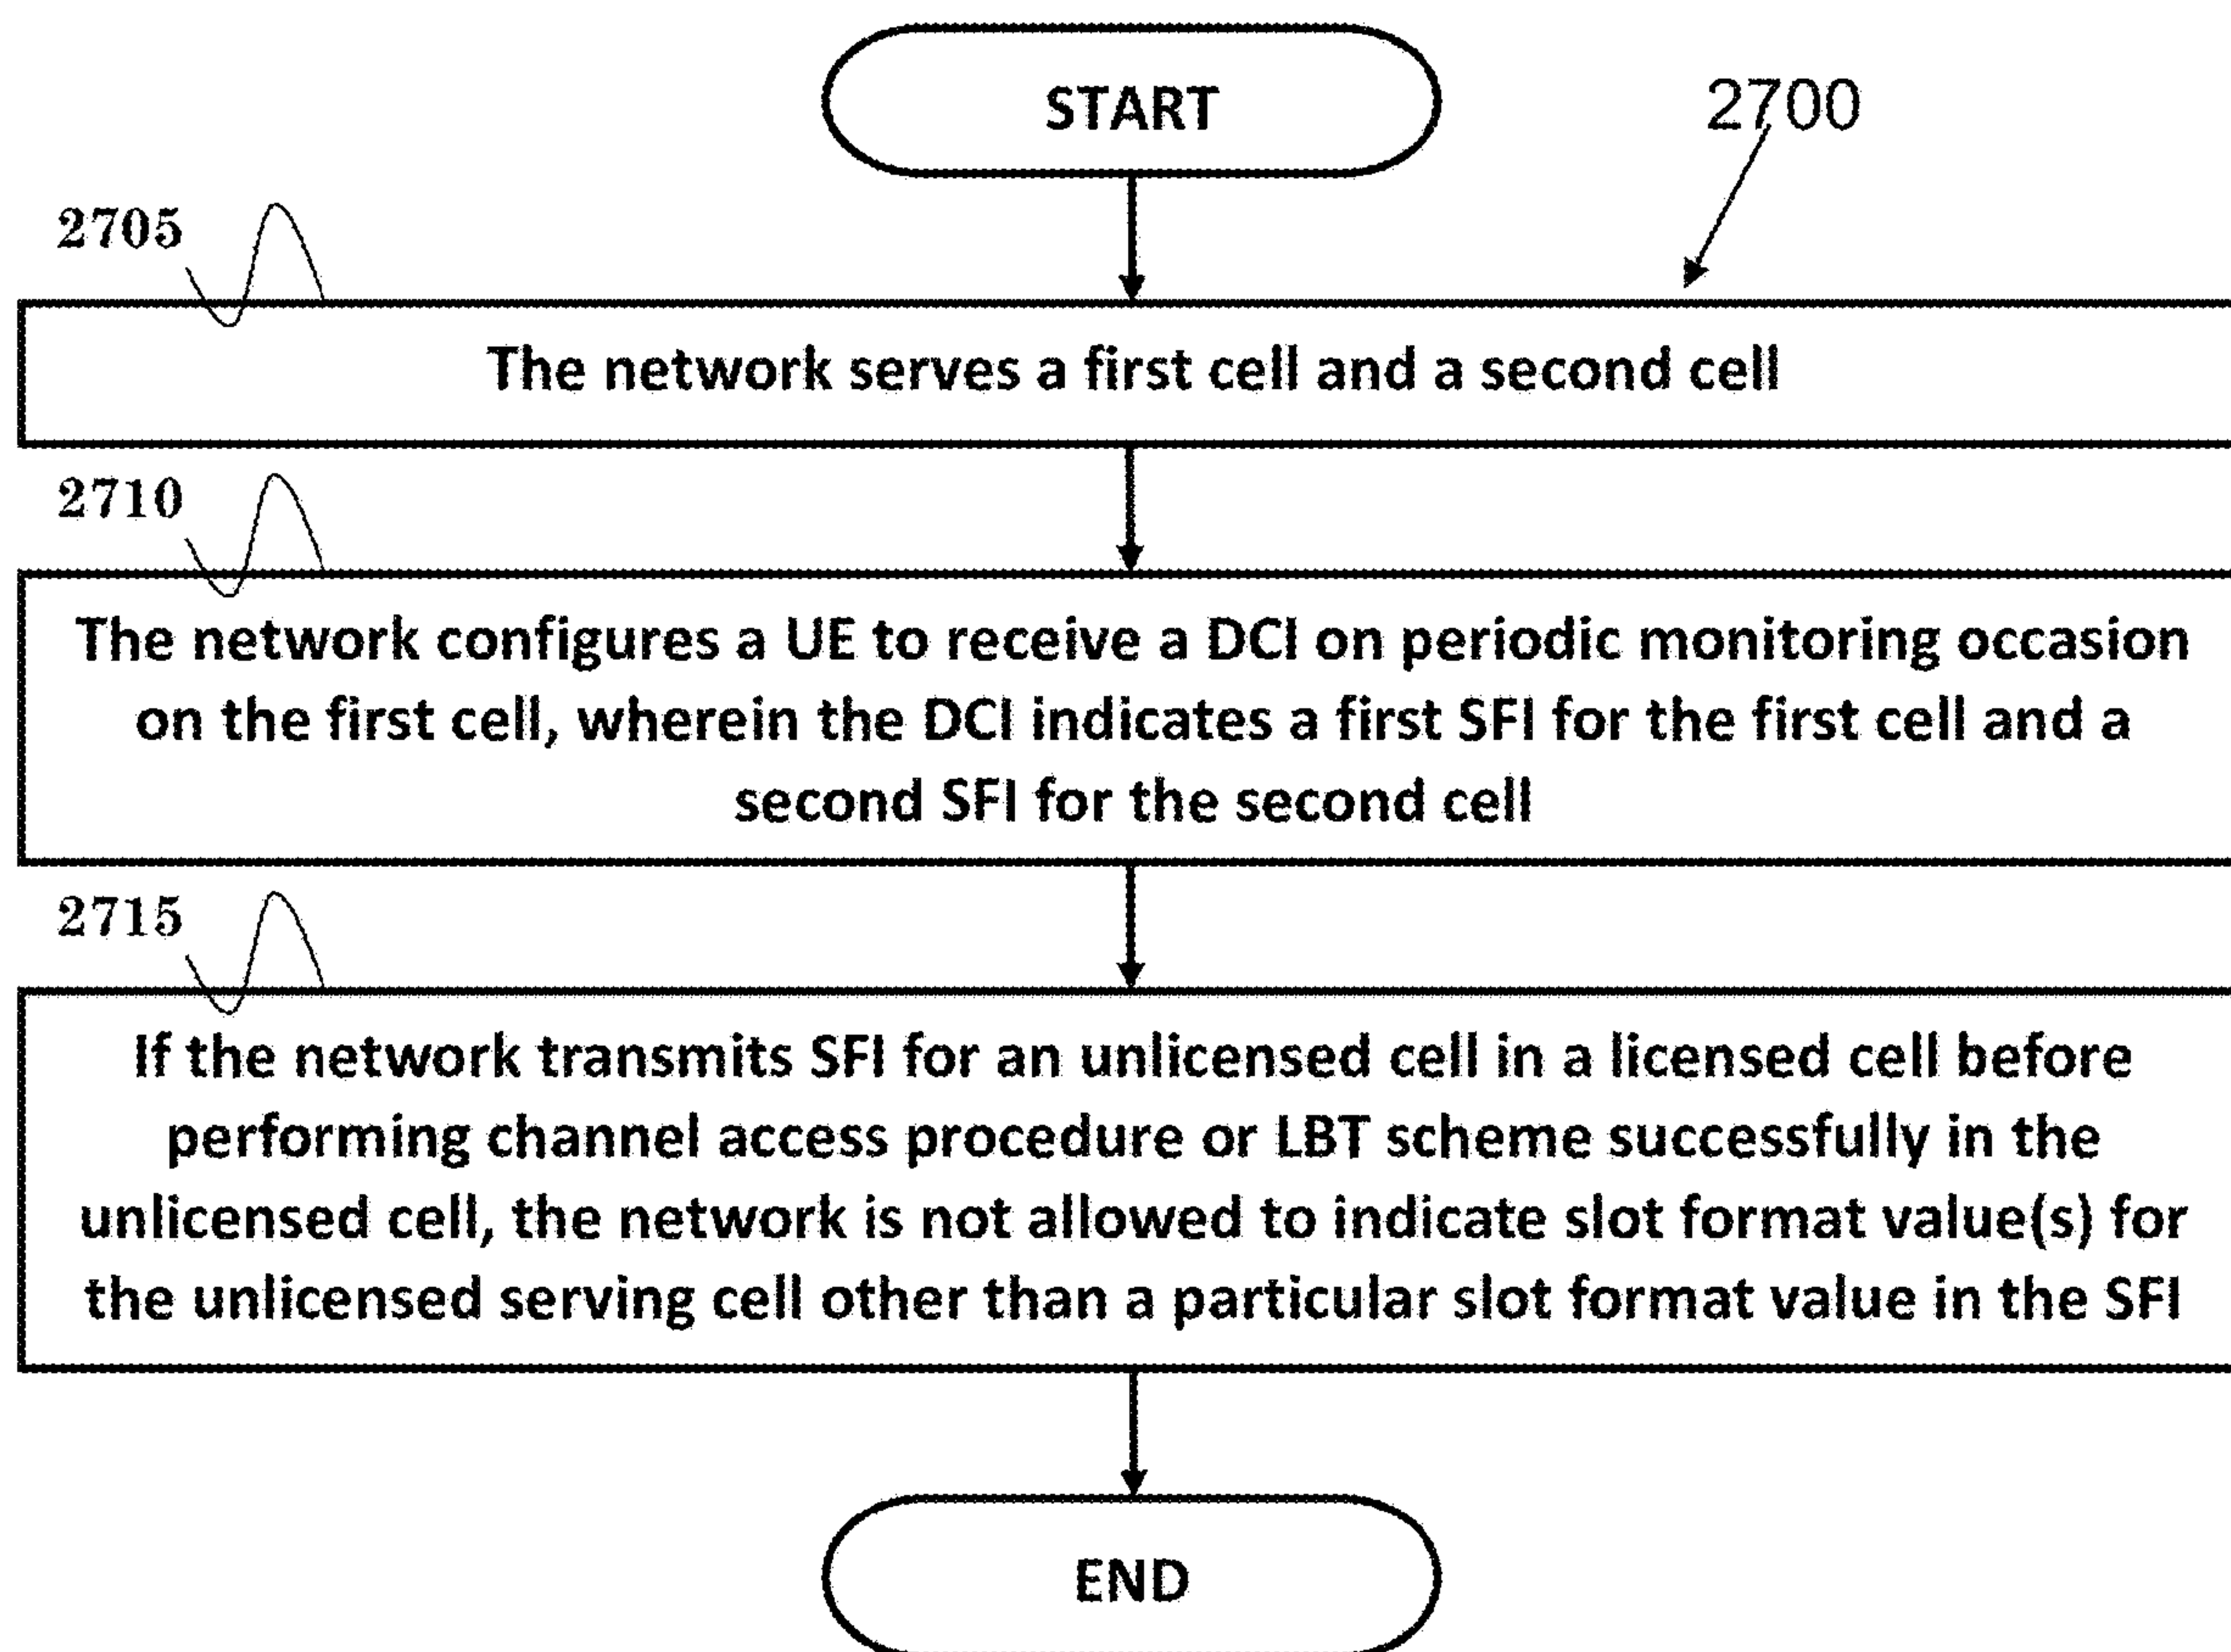 START
2700
2705
The network serves a first cell and a second cell
2710
The network configures a UE to receive a DCI on periodic monitoring occasion
on the first cell, wherein the DCI indicates a first SFI for the first cell and a
second SFI for the second cell
2715
If the network transmits SFI for an unlicensed cell in a licensed cell before
performing channel access procedure or LBT scheme successfully in the
unlicensed cell, the network is not allowed to indicate slot format value(s) for
the unlicensed serving cell other than a particular slot format value in the SFI
END